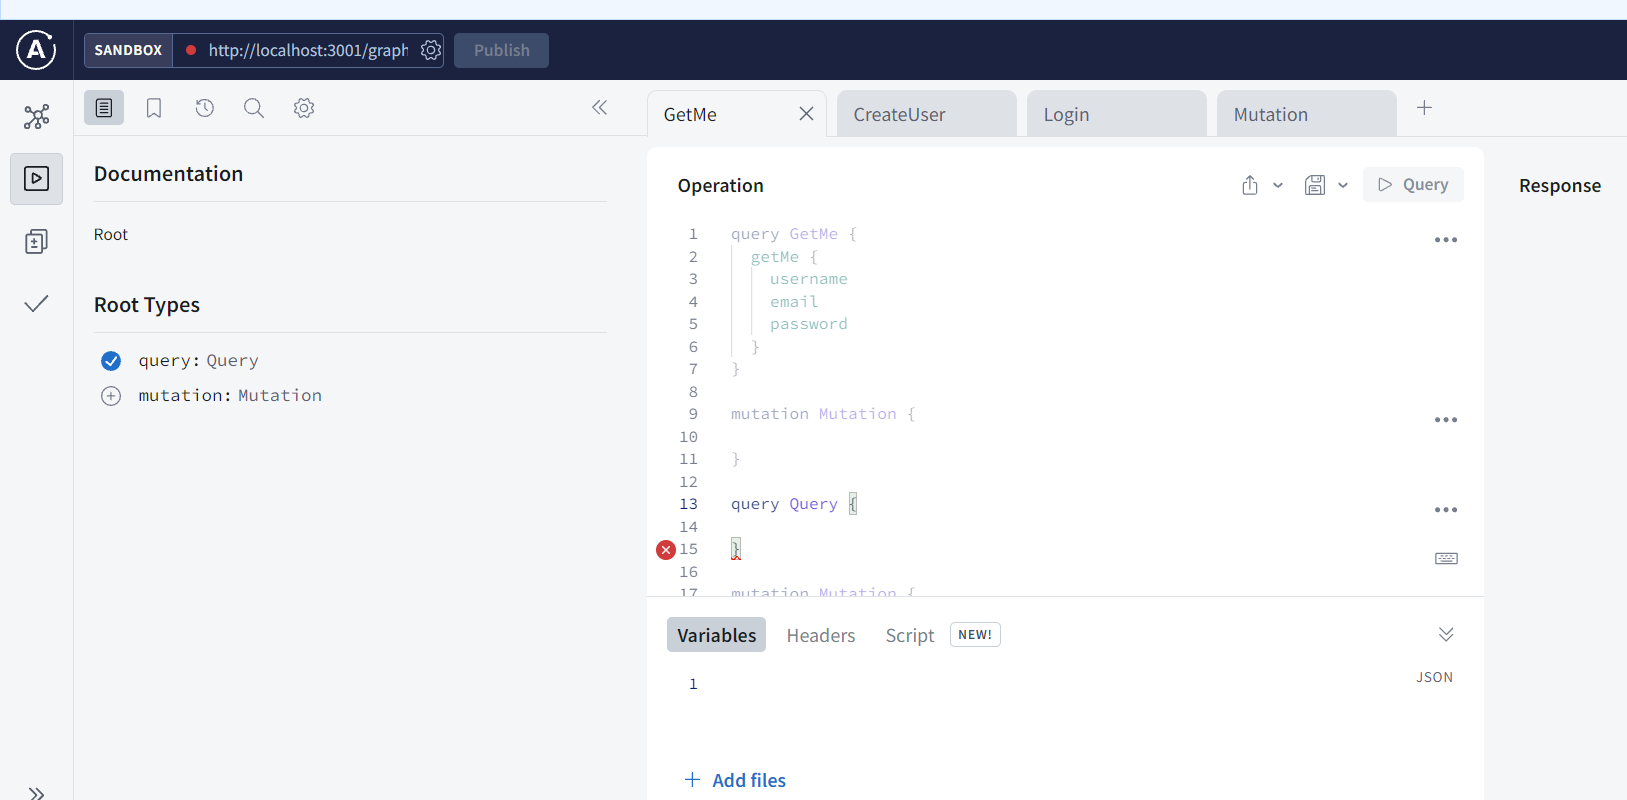 SANDBOX http://localhost:3001/graph Publish
GetMe CreateUser Login Mutation
Documentation
Root
Root Types
query: Query
mutation: Mutation
Operation Query
1 query GetMe {
2 getMe {
3 username
4 email
5 password
6 }
7 }
8
9 mutation Mutation {
10
11 }
12
13 query Query {
14
15 }
16
17 mutation Mutation {
Variables Headers Script NEW!
1 JSON
Add files
Response